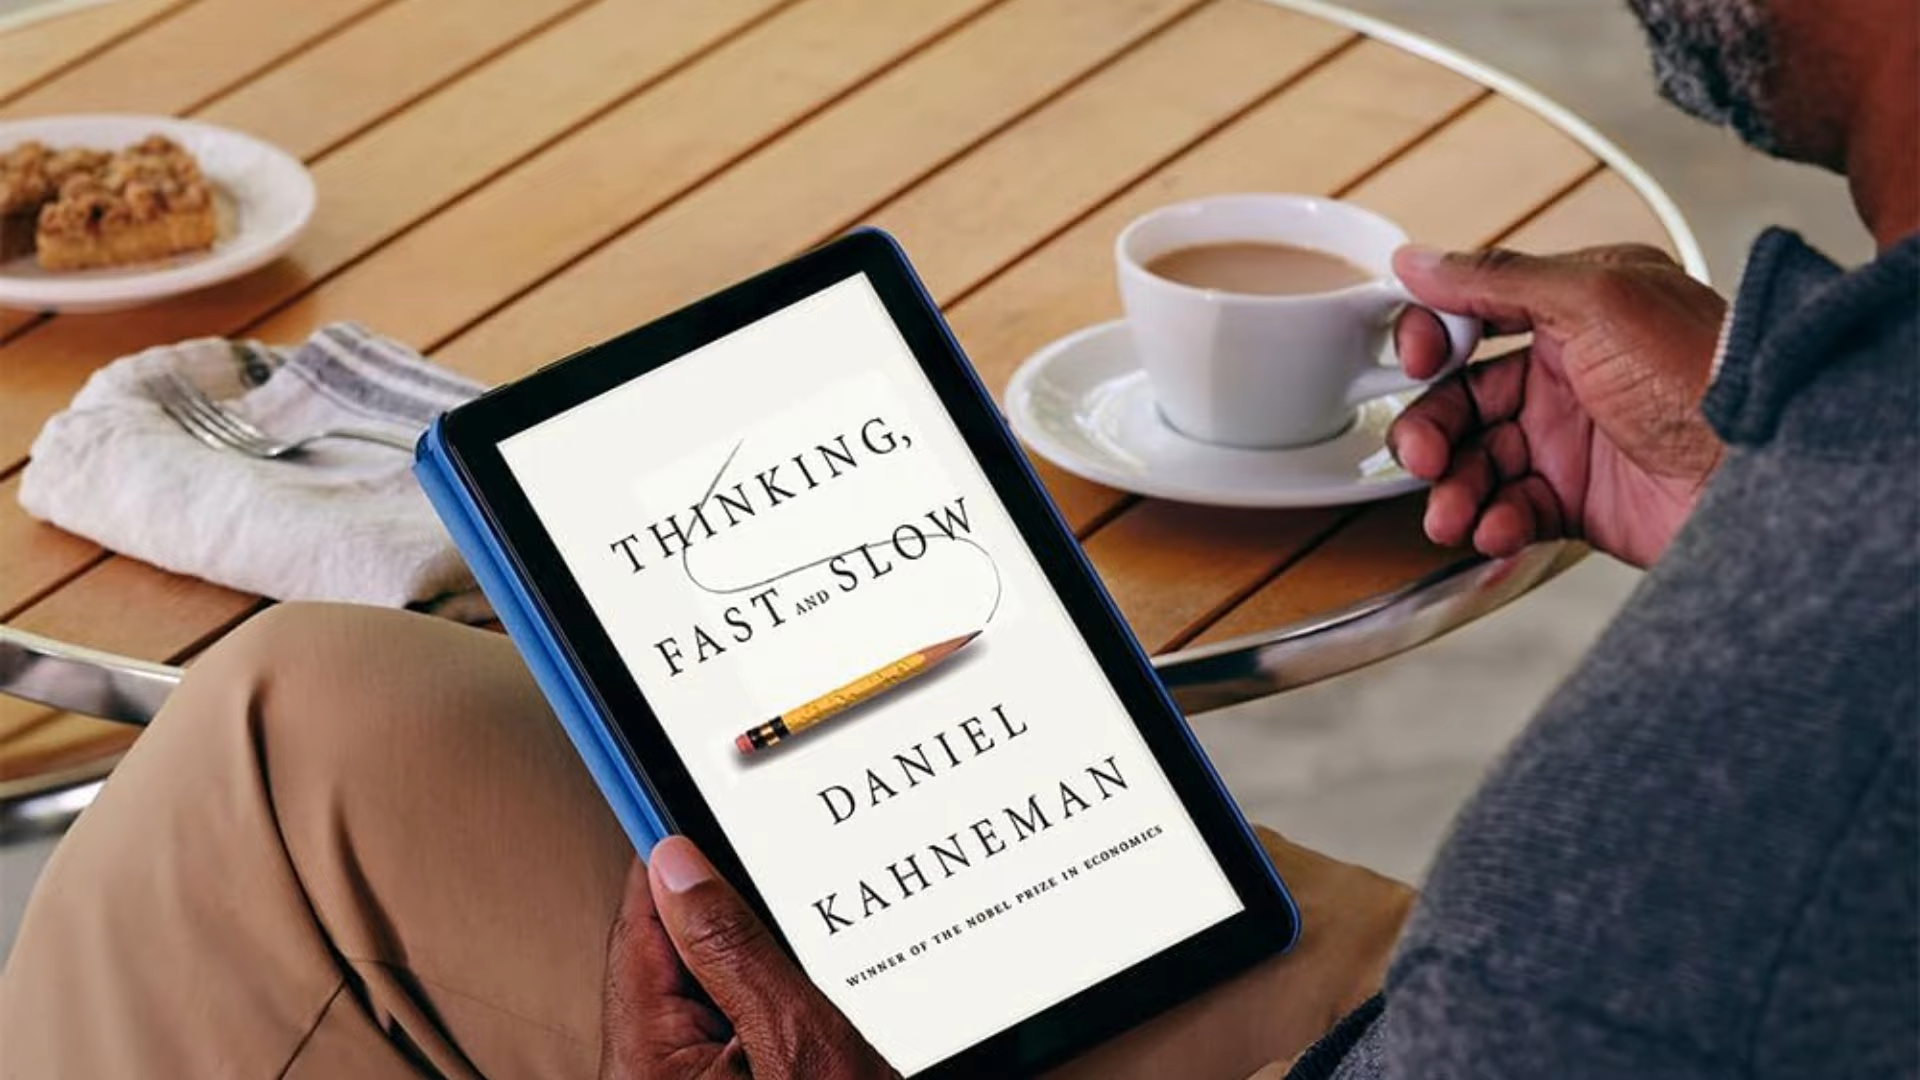 THINKING,
FAST AND SLOW
DANIEL
KAHNEMAN
WINNER OF THE NOBEL PRIZE IN ECONOMICS